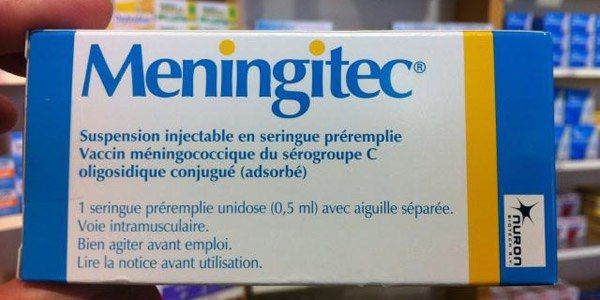 Meningitec®
Suspension injectable en seringue préremplie
Vaccin méningococcique du sérogroupe C
oligosidique conjugué (adsorbé)
1 seringue préremplie unidose (0,5 ml) avec aiguille séparée.
Voie intramusculaire.
Bien agiter avant emploi.
Lire la notice avant utilisation.
nuron
BIOTECH B.V.